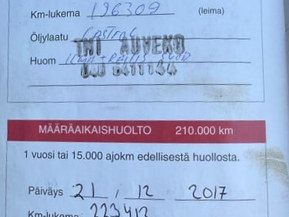 Km-lukema 196309 (leima)
Öljylaatu Castrol
TMI AUVEKO
Huom
MÄÄRÄAIKAISHUOLTO 210.000 km
1 vuosi tai 15.000 ajokm edellisestä huollosta.
Päiväys 21 / 12 2017
Km-lukema 223412